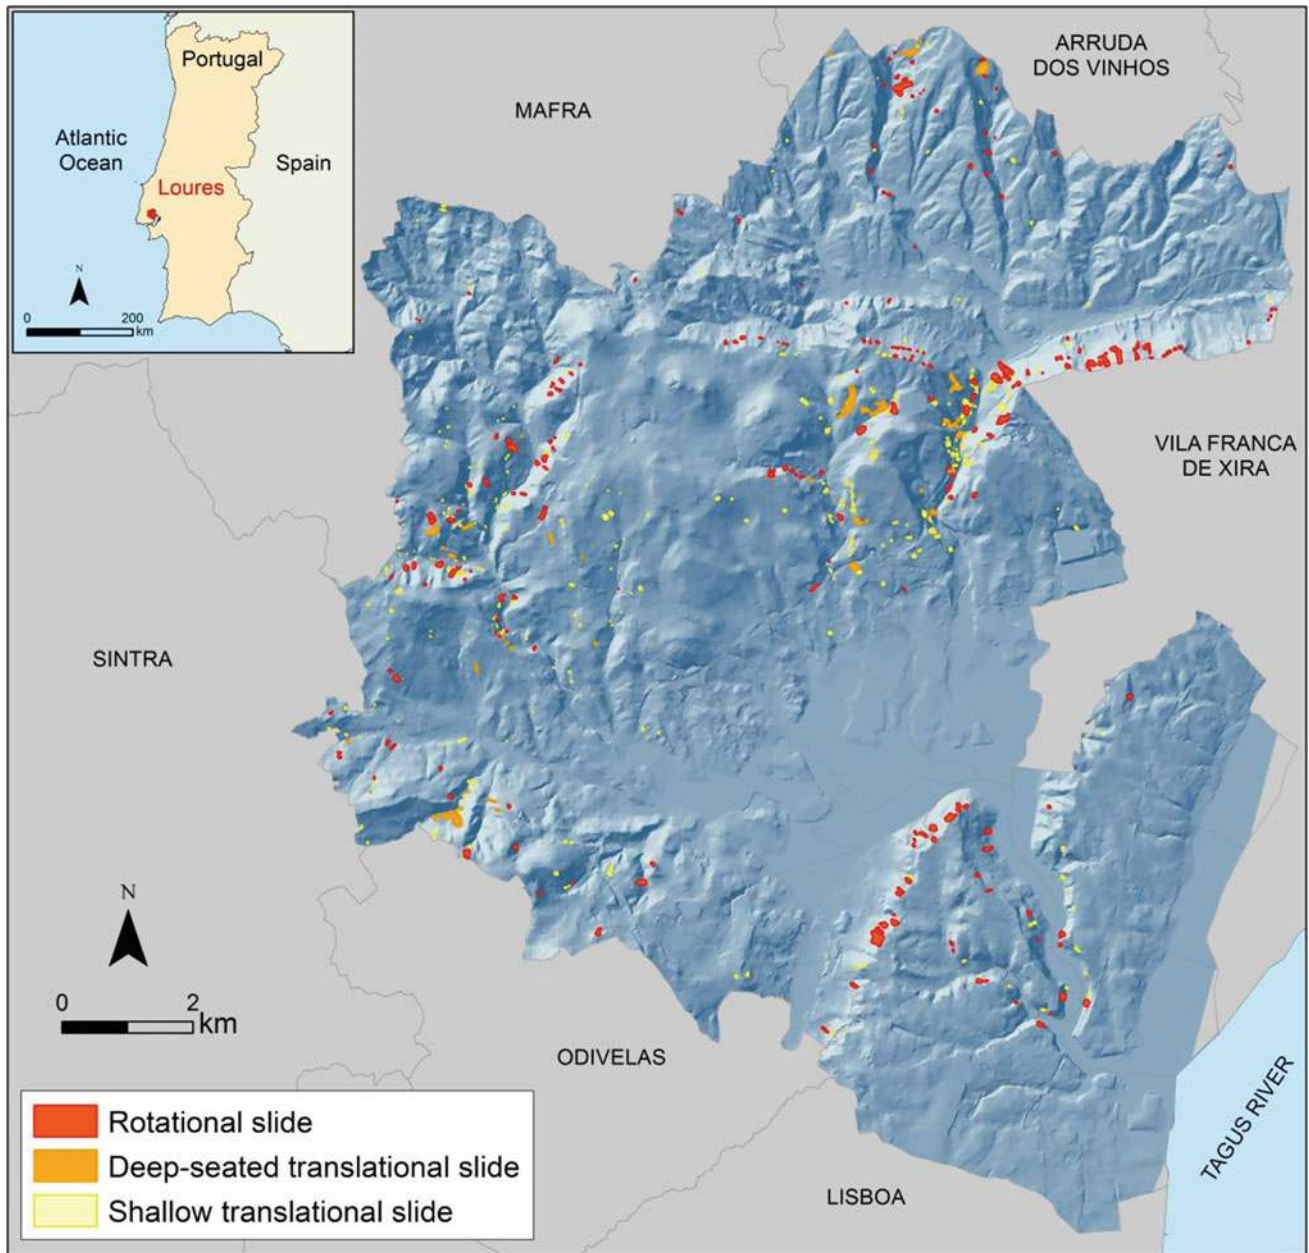 Portugal
Atlantic
Ocean
Spain
Loures
N
0 200
km
MAFRA
ARRUDA
DOS VINHOS
VILA FRANCA
DE XIRA
SINTRA
N
0 2
km
ODIVELAS
LISBOA
TAGUS RIVER
Rotational slide
Deep-seated translational slide
Shallow translational slide